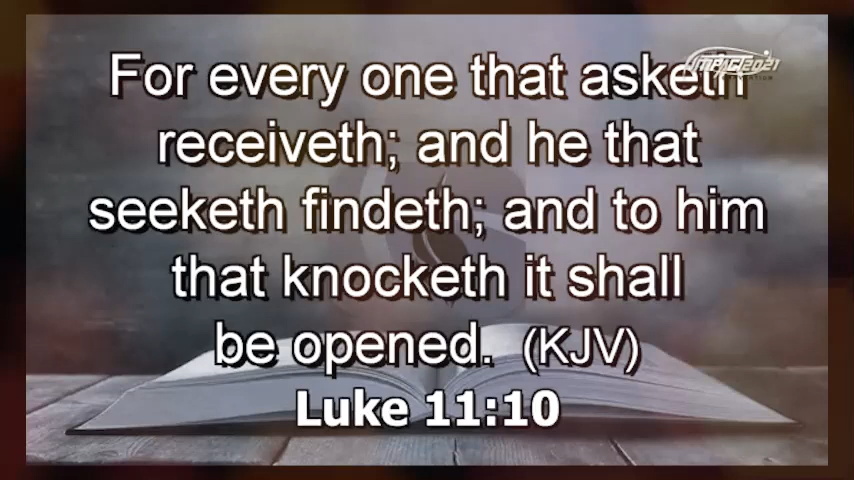 For every one that asketh
receiveth; and he that
seeketh findeth; and to him
that knocketh it shall
be opened. (KJV)
Luke 11:10
IMPACT2021